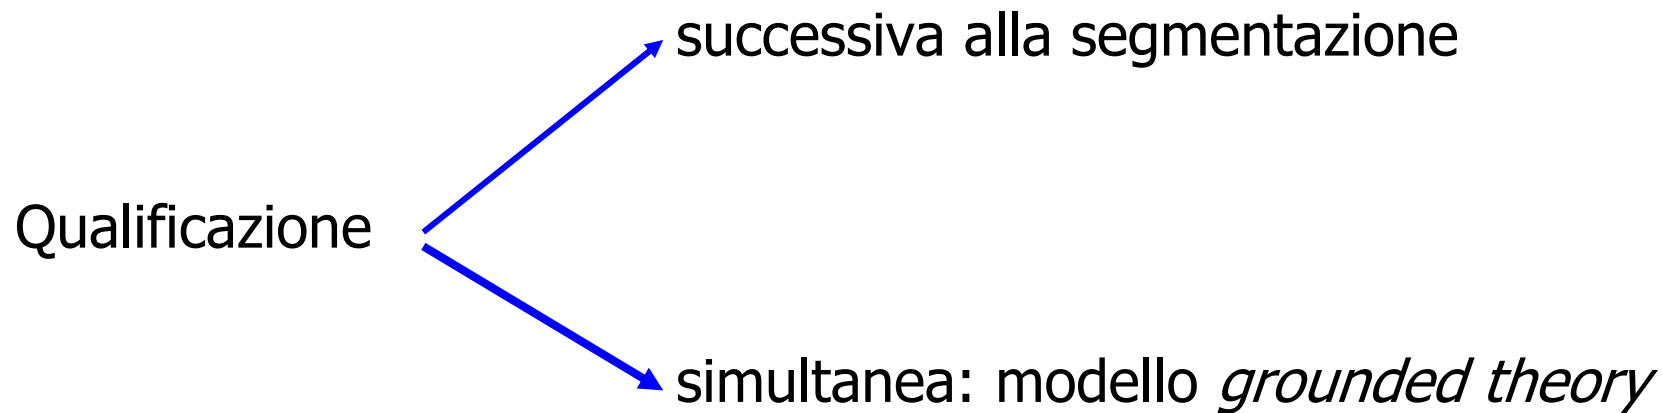 successiva alla segmentazione
Qualificazione
simultanea: modello grounded theory